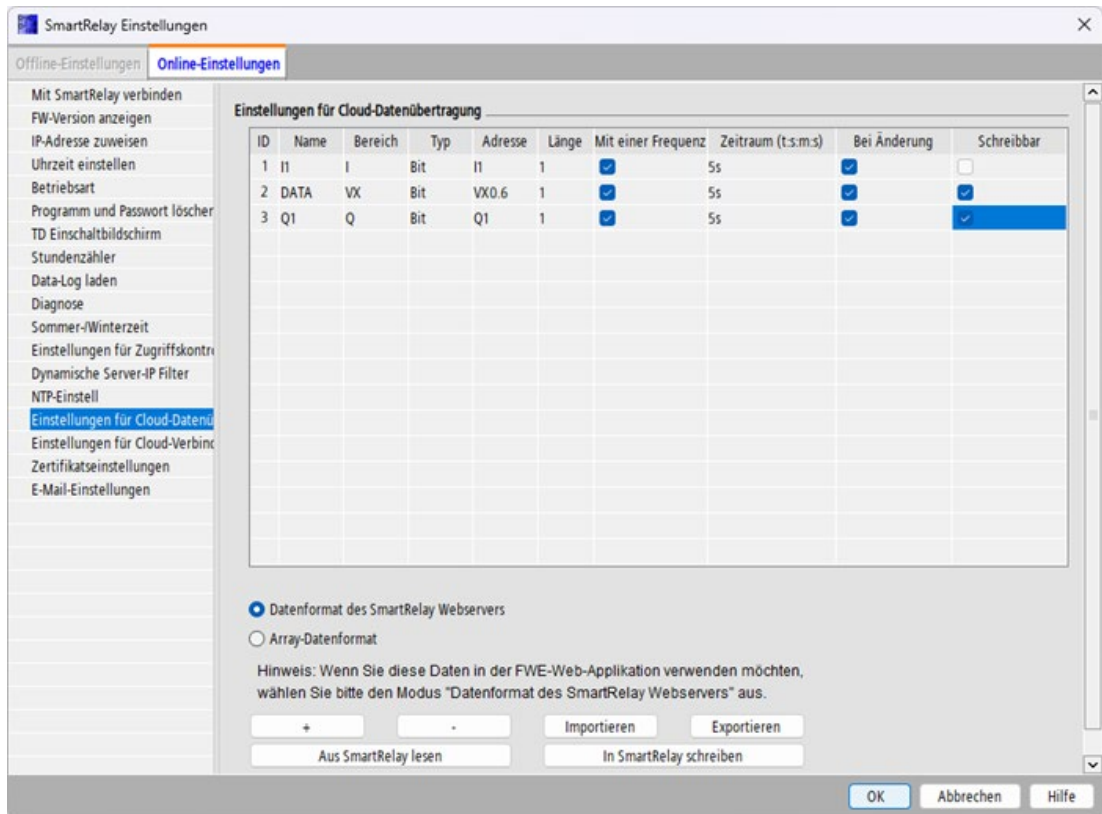 SmartRelay Einstellungen
Offline-Einstellungen Online-Einstellungen
Mit SmartRelay verbinden
FW-Version anzeigen
IP-Adresse zuweisen
Uhrzeit einstellen
Betriebsart
Programm und Passwort löschen
TD Einschaltbildschirm
Stundenzähler
Data-Log laden
Diagnose
Sommer-/Winterzeit
Einstellungen für Zugriffskontr
Dynamische Server-IP Filter
NTP-Einstell
Einstellungen für Cloud-Datenü
Einstellungen für Cloud-Verbind
Zertifikatseinstellungen
E-Mail-Einstellungen
Einstellungen für Cloud-Datenübertragung
ID Name Bereich Typ Adresse Länge Mit einer Frequenz Zeitraum (t:s:m:s) Bei Änderung Schreibbar
1 I1 I Bit I1 1 5s
2 DATA VX Bit VX0.6 1 5s
3 Q1 Q Bit Q1 1 5s
Datenformat des SmartRelay Webservers
Array-Datenformat
Hinweis: Wenn Sie diese Daten in der FWE-Web-Applikation verwenden möchten,
wählen Sie bitte den Modus "Datenformat des SmartRelay Webservers" aus.
+ - Importieren Exportieren
Aus SmartRelay lesen In SmartRelay schreiben
OK Abbrechen Hilfe